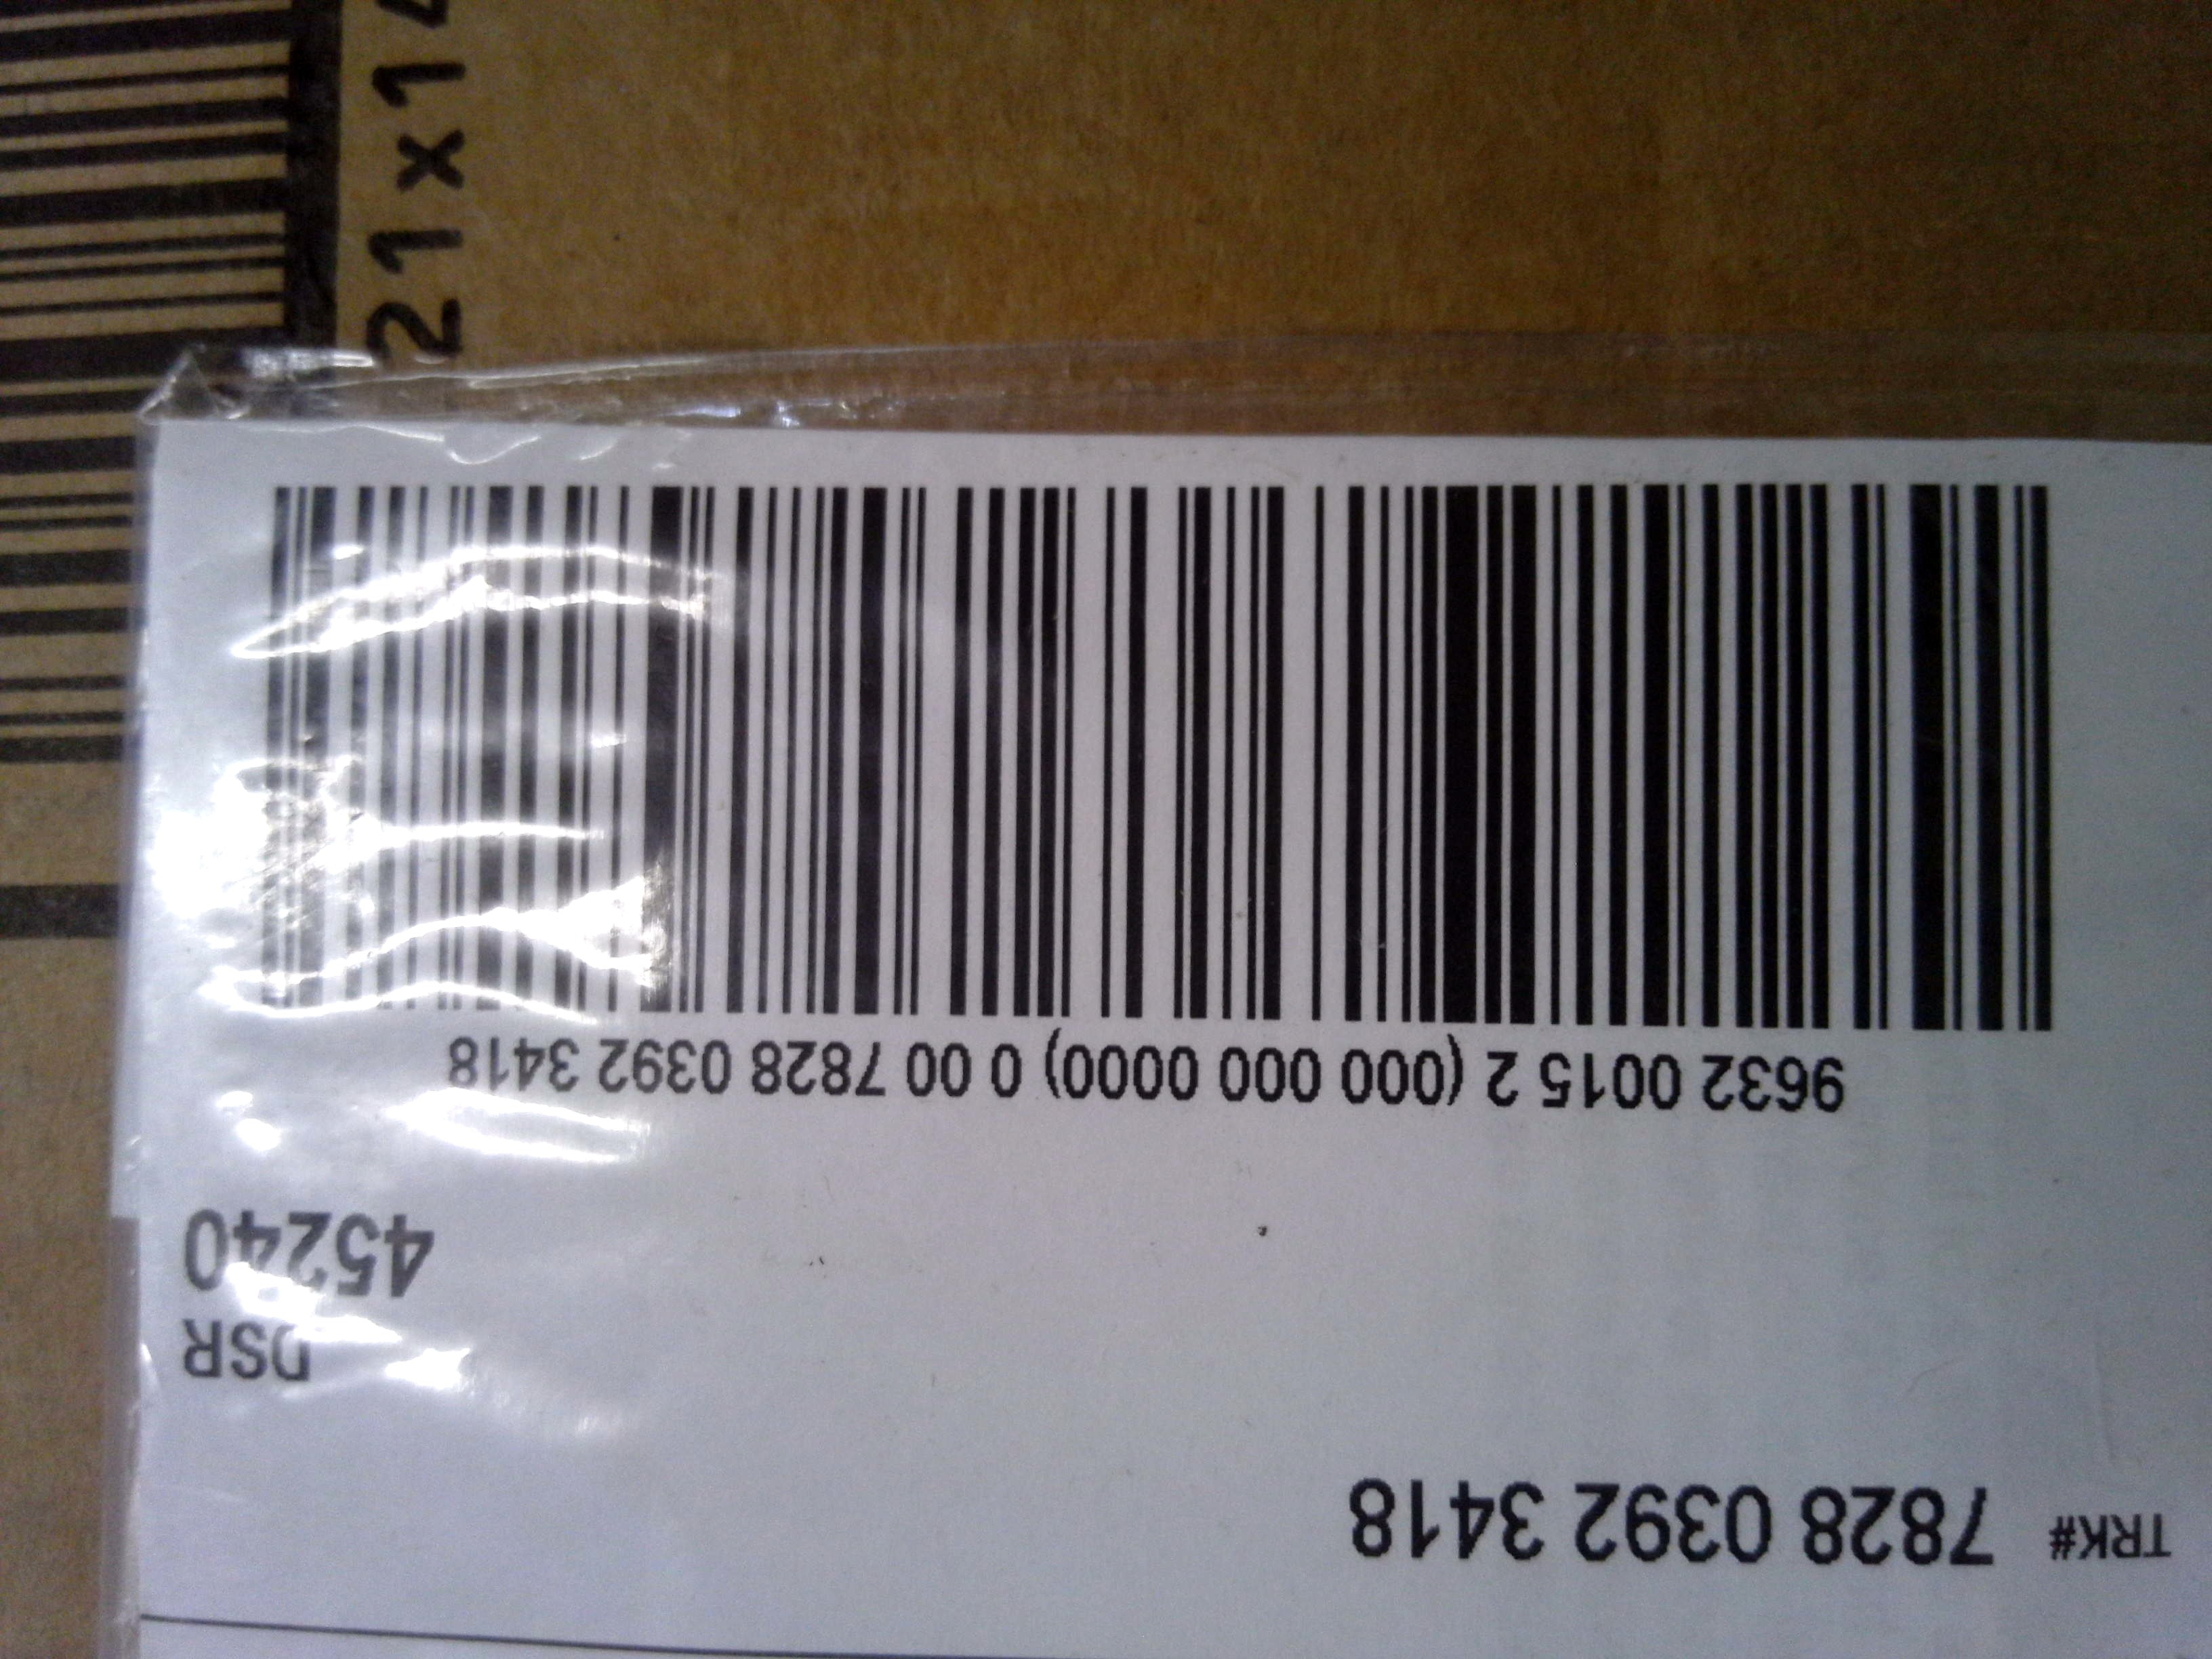 TRK# 7828 0392 3418
DSR
45240
9632 0015 2 (000 000 0000) 0 00 7828 0392 3418
21x14